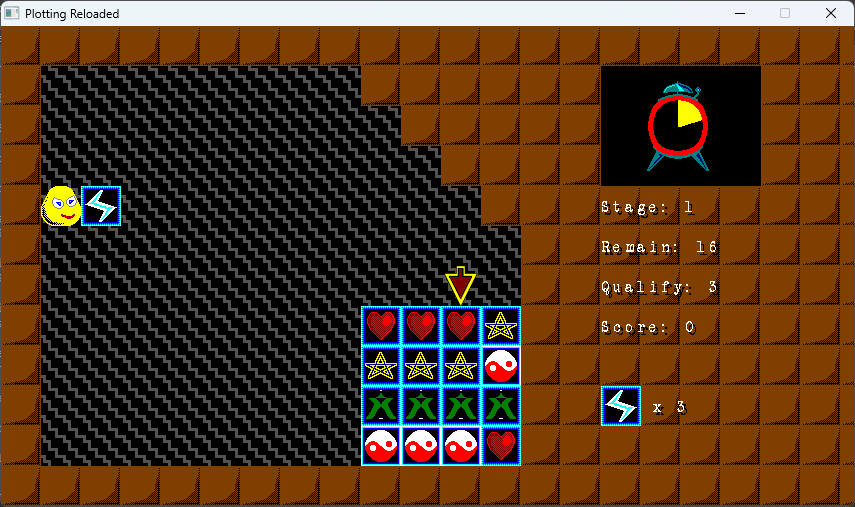 Plotting Reloaded
Stage: 1
Remain: 16
Qualify: 3
Score: 0
x 3